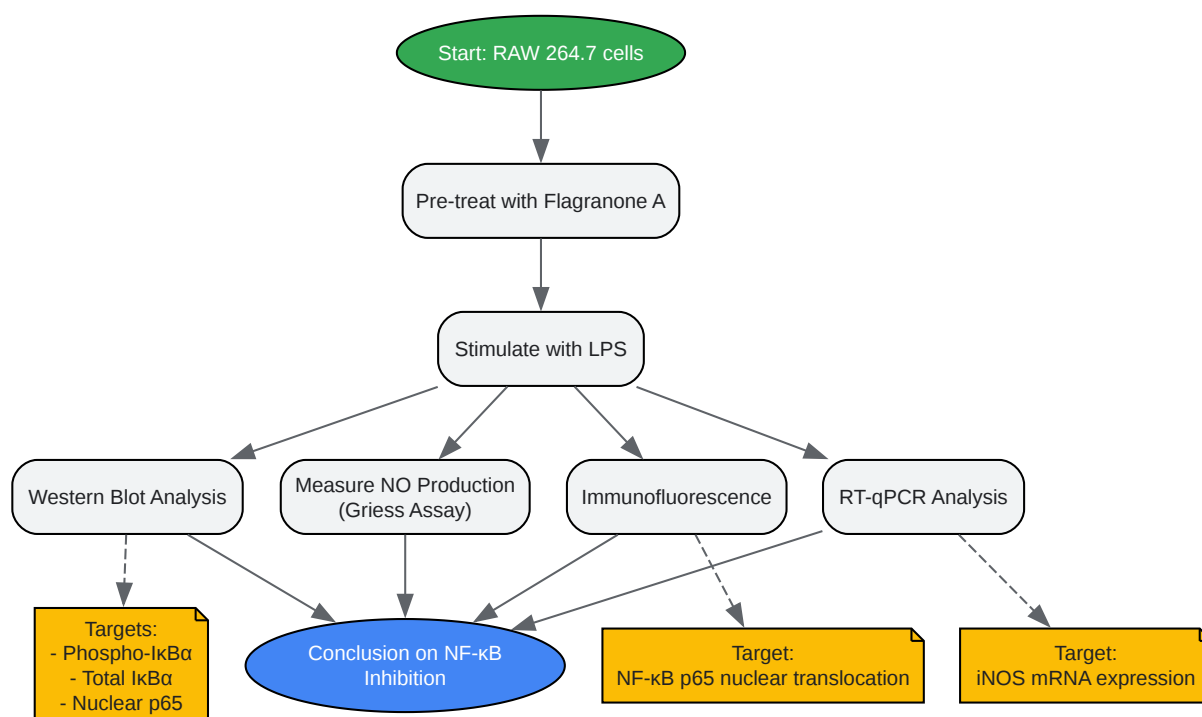 Start: RAW 264.7 cells
Pre-treat with Flagranone A
Stimulate with LPS
Western Blot Analysis
Measure NO Production
(Griess Assay)
Immunofluorescence
RT-qPCR Analysis
Targets:
- Phospho-IκBα
- Total IκBα
- Nuclear p65
Conclusion on NF-κB
Inhibition
Target:
NF-κB p65 nuclear translocation
Target:
iNOS mRNA expression